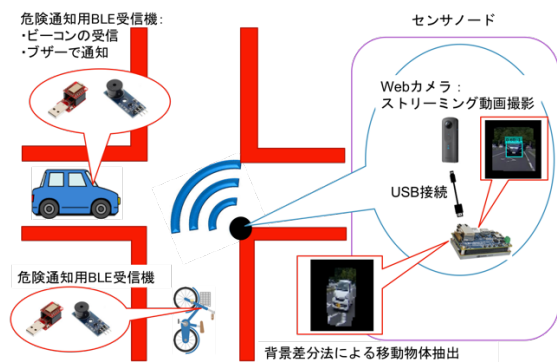 危険通知用BLE受信機:
・ビーコンの受信
・ブザーで通知
センサノード
Webカメラ:
ストリーミング動画撮影
USB接続
危険通知用BLE受信機
背景差分法による移動物体抽出